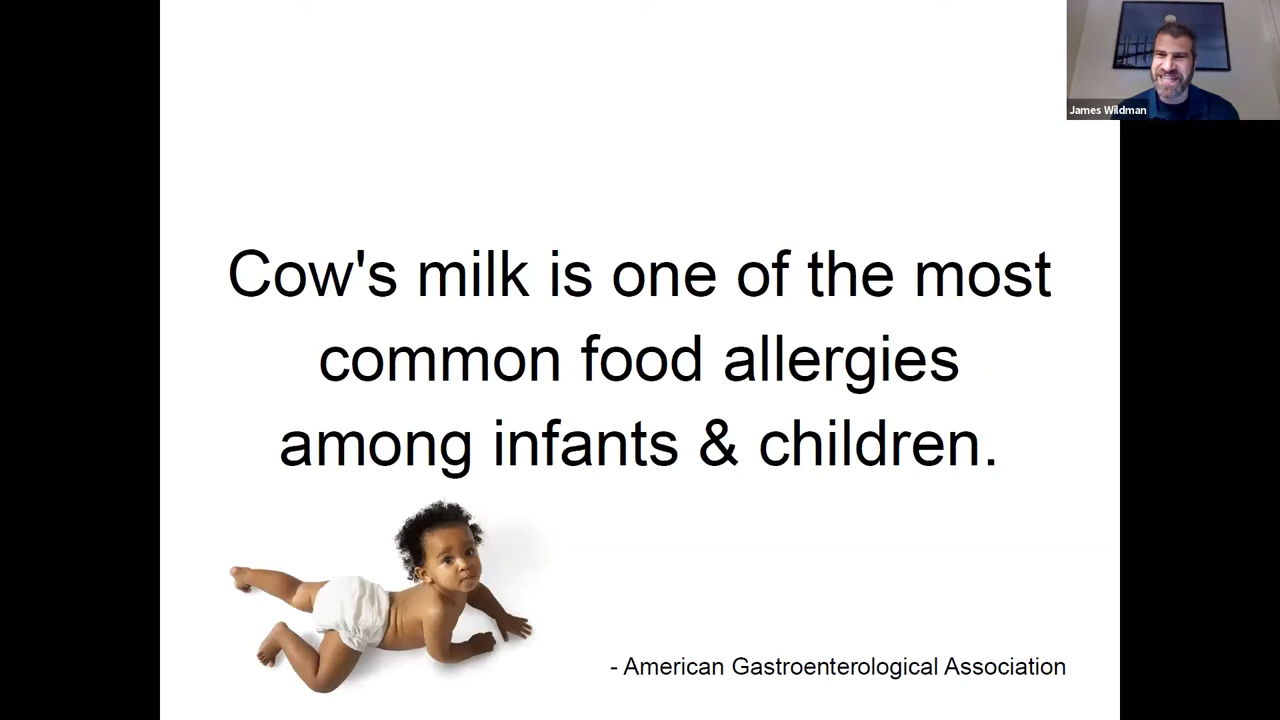 James Wildman
Cow's milk is one of the most
common food allergies
among infants & children.
- American Gastroenterological Association